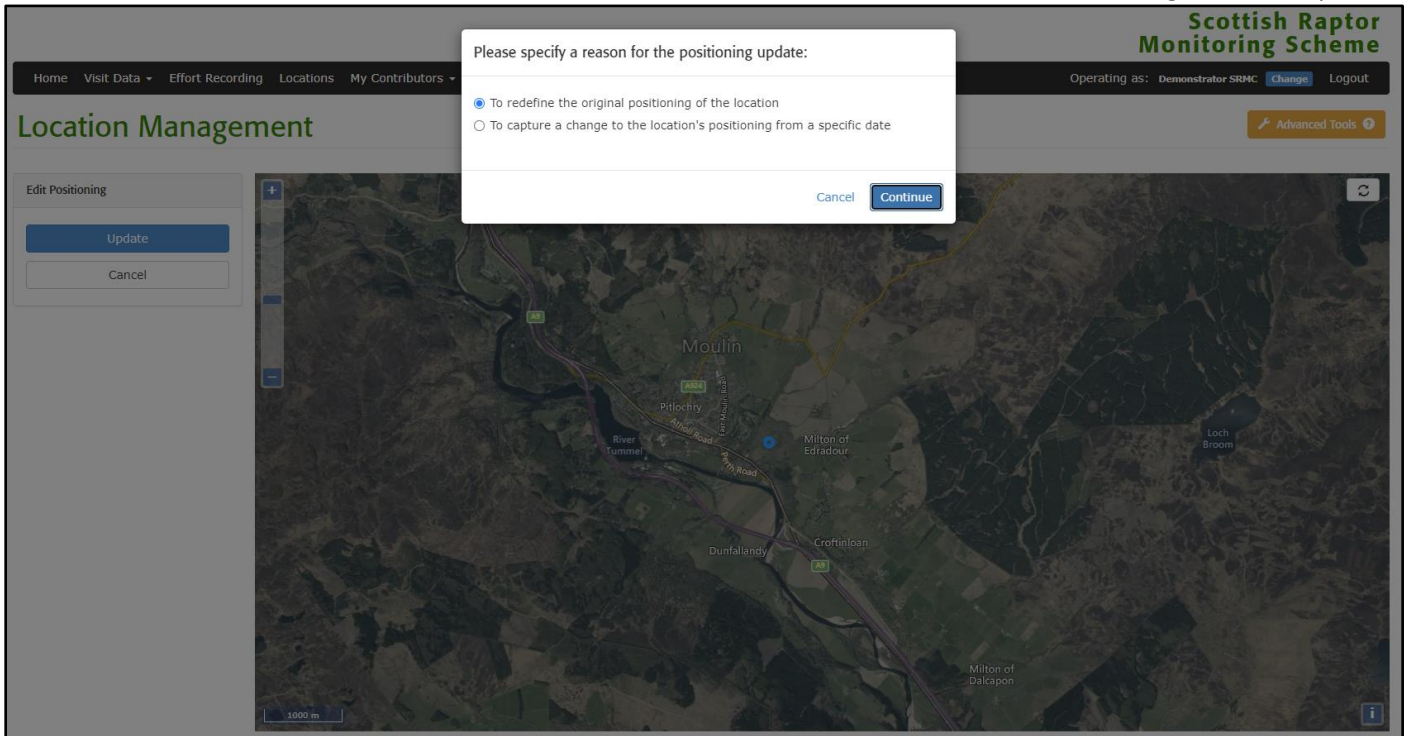 Scottish Raptor
Monitoring Scheme
Please specify a reason for the positioning update:
Home Visit Data Effort Recording Locations My Contributors
Operating as: Demonstrator SRMC Change Logout
To redefine the original positioning of the location
To capture a change to the location's positioning from a specific date
Location Management
Advanced Tools ?
Cancel Continue
Edit Positioning
+
Update
Cancel
A9
Moulin
A924
East Moulin Road
Pitlochry
Atholl Road
River
Tummel
Milton of
Edradour
Loch
Broom
Perth Road
Dunfallandy
Croftinloan
A9
Milton of
Dalcapon
1000 m
i